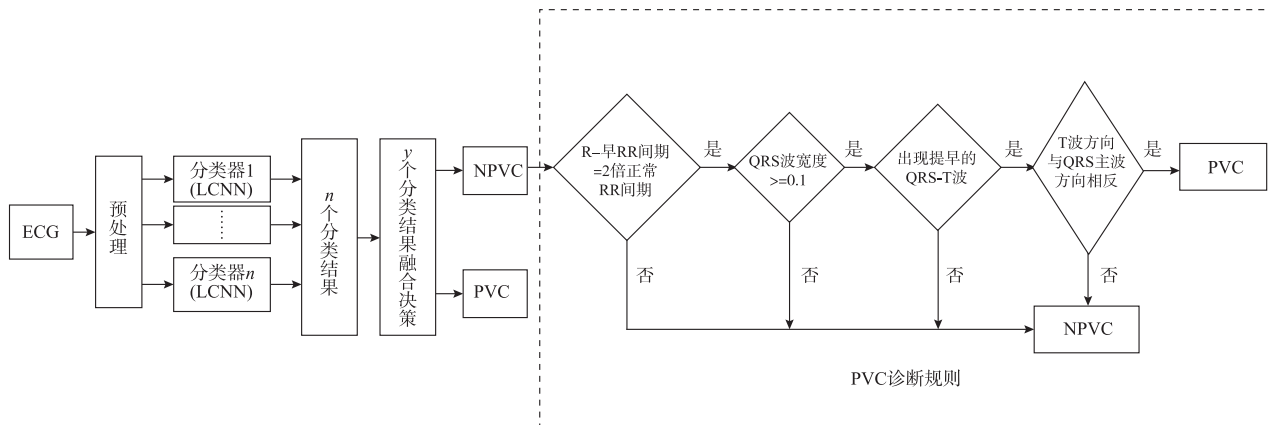 ECG
预处理
分类器1
(LCNN)
……
分类器n
(LCNN)
n个分类结果
y个分类结果融合决策
NPVC
PVC
R-早RR间期
=2倍正常
RR间期
是
否
QRS波宽度
>=0.1
是
否
出现提早的
QRS-T波
是
否
T波方向
与QRS主波
方向相反
是
否
PVC
NPVC
PVC诊断规则